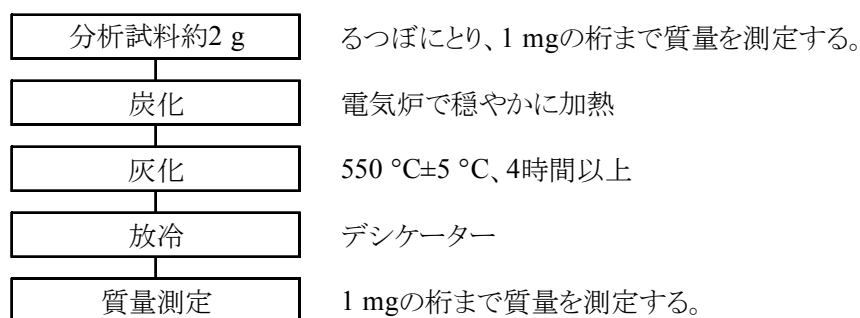 分析試料約2 g るつぼにとり、1 mgの桁まで質量を測定する。
炭化 電気炉で穏やかに加熱
灰化 550 °C±5 °C、4時間以上
放冷 デシケーター
質量測定 1 mgの桁まで質量を測定する。